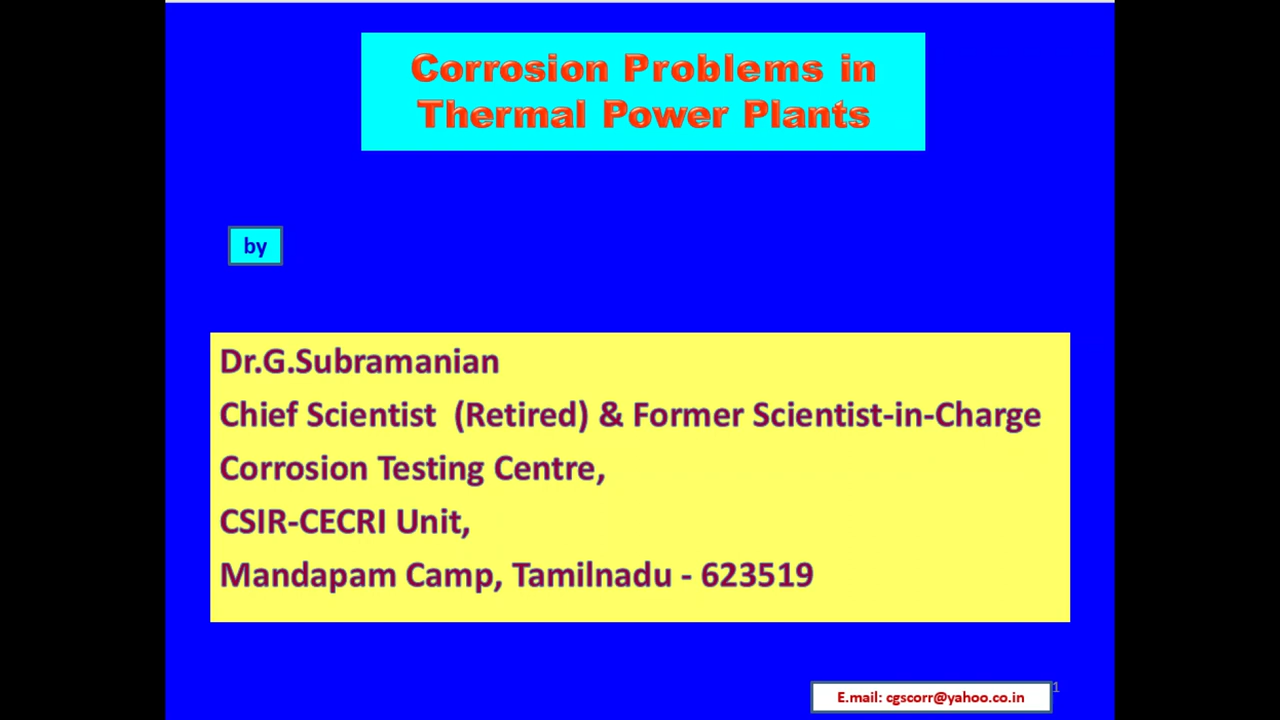 Corrosion Problems in
Thermal Power Plants
by
Dr.G.Subramanian
Chief Scientist  (Retired) & Former Scientist-in-Charge
Corrosion Testing Centre,
CSIR-CECRI Unit,
Mandapam Camp, Tamilnadu - 623519
E.mail: cgscorr@yahoo.co.in
1